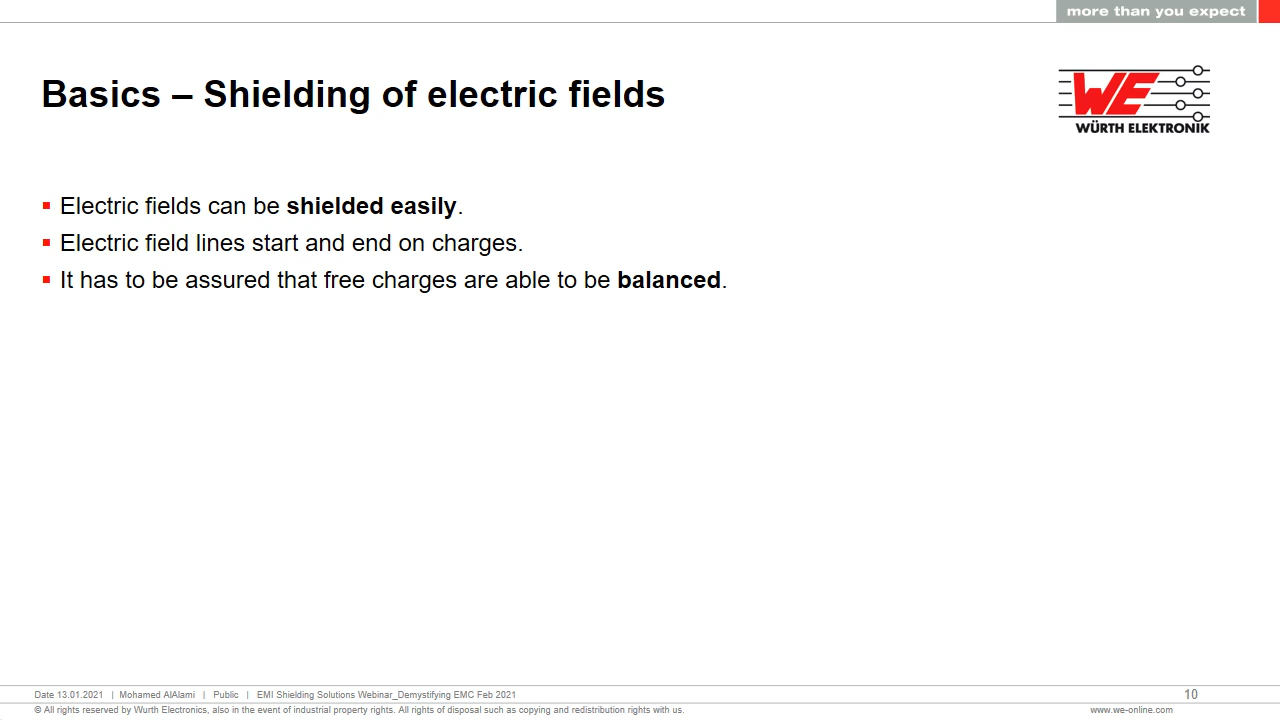 more than you expect
Basics – Shielding of electric fields
WE
WÜRTH ELEKTRONIK
Electric fields can be shielded easily.
Electric field lines start and end on charges.
It has to be assured that free charges are able to be balanced.
Date 13.01.2021 | Mohamed AlAlami | Public | EMI Shielding Solutions Webinar_Demystifying EMC Feb 2021
10
© All rights reserved by Wurth Electronics, also in the event of industrial property rights. All rights of disposal such as copying and redistribution rights with us.
www.we-online.com